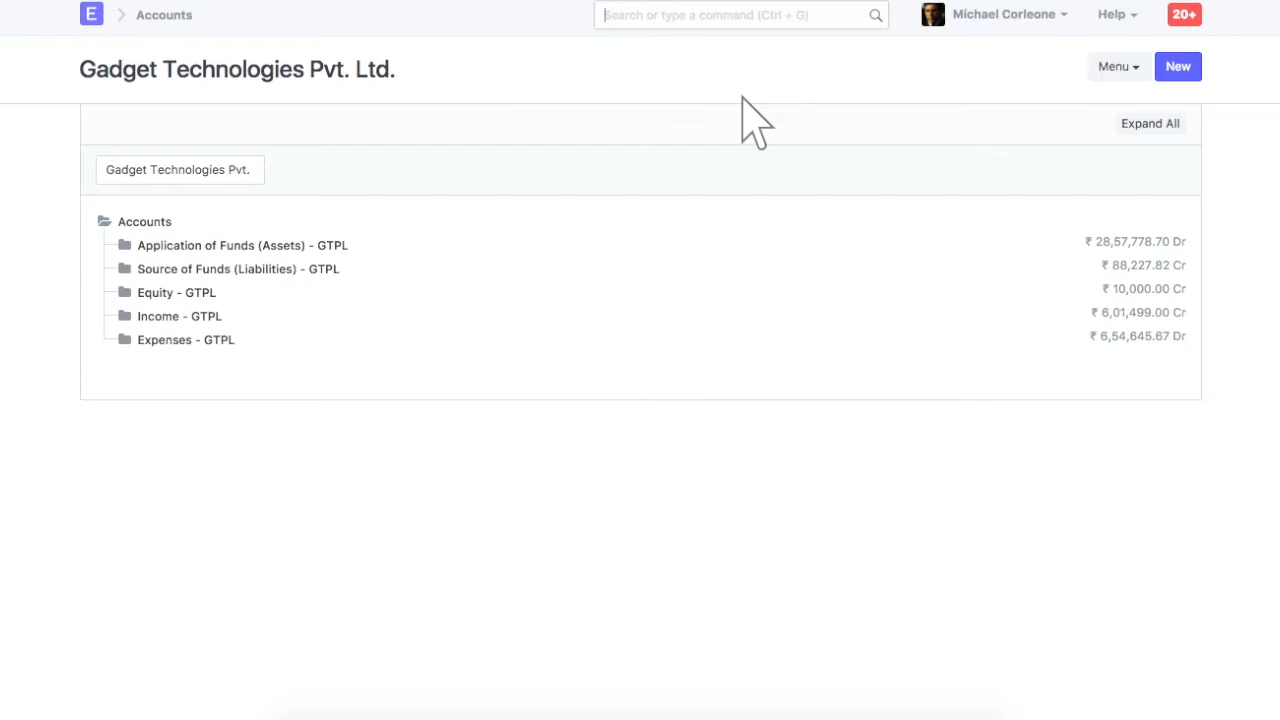 E Accounts Search or type a command (Ctrl + G) Michael Corleone Help 20+
Gadget Technologies Pvt. Ltd. Menu New
Expand All
Gadget Technologies Pvt.
Accounts
Application of Funds (Assets) - GTPL ₹ 28,57,778.70 Dr
Source of Funds (Liabilities) - GTPL ₹ 88,227.82 Cr
Equity - GTPL ₹ 10,000.00 Cr
Income - GTPL ₹ 6,01,499.00 Cr
Expenses - GTPL ₹ 6,54,645.67 Dr